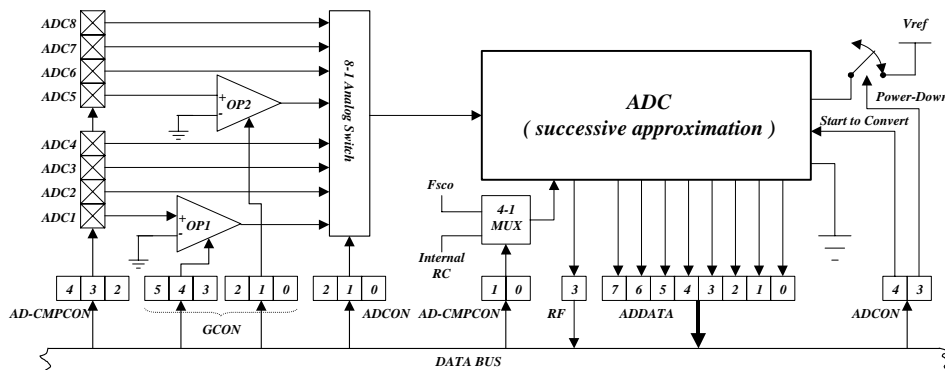 ADC8
ADC7
ADC6
ADC5
ADC4
ADC3
ADC2
ADC1
+
-
OP2
+
-
OP1
8-1 Analog Switch
ADC
( successive approximation )
Vref
Power-Down
Start to Convert
Fsco
4-1
MUX
Internal
RC
4 3 2
5 4 3
2 1 0
2 1 0
1 0
3
7 6 5 4 3 2 1 0
4 3
AD-CMPCON
GCON
ADCON
AD-CMPCON
RF
ADDATA
ADCON
DATA BUS